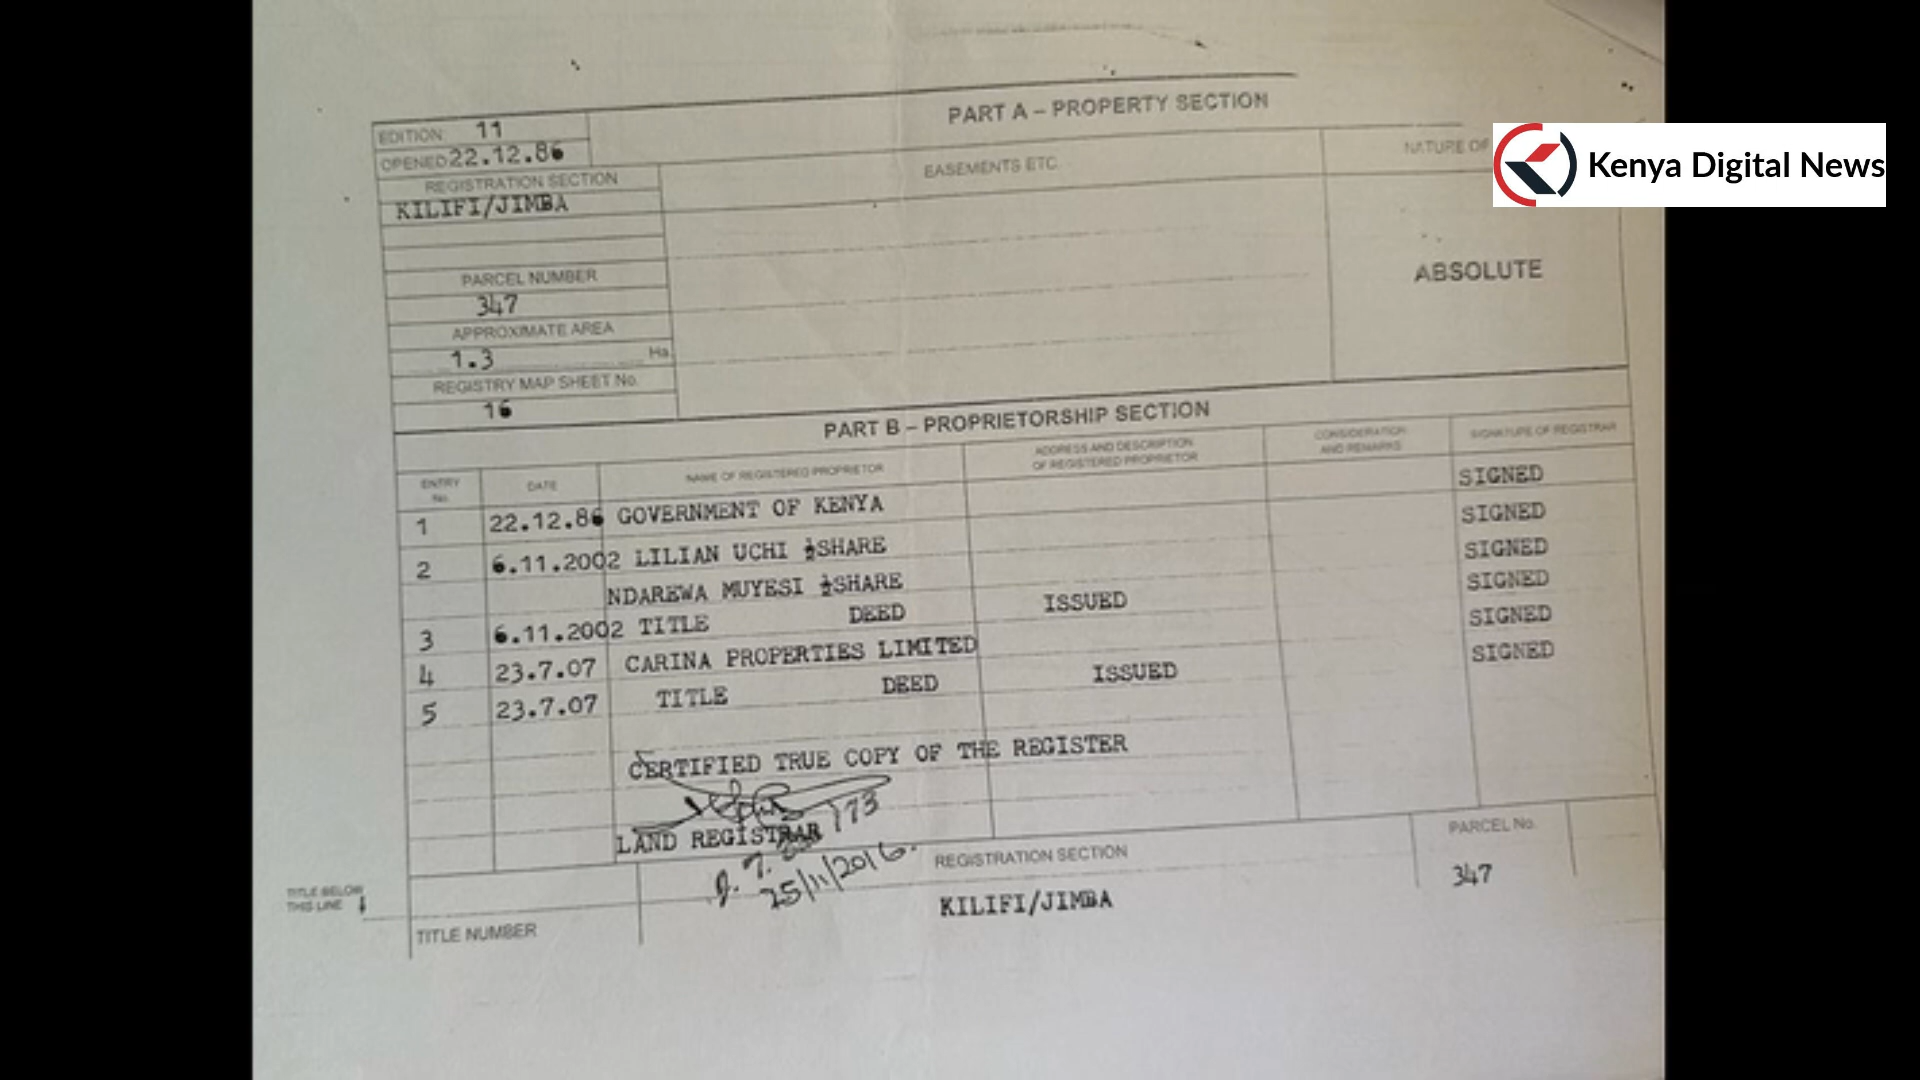 PART A – PROPERTY SECTION
EDITION 11
OPENED 22.12.86
EASEMENTS ETC
NATURE OF
REGISTRATION SECTION
KILIFI/JIMBA
PARCEL NUMBER
347
APPROXIMATE AREA
1.3 Ha.
REGISTRY MAP SHEET No.
16
ABSOLUTE
Kenya Digital News
PART B – PROPRIETORSHIP SECTION
ENTRY No. DATE NAME OF REGISTERED PROPRIETOR ADDRESS AND DESCRIPTION OF REGISTERED PROPRIETOR CONSIDERATION AND REMARKS SIGNATURE OF REGISTRAR
SIGNED
1 22.12.86 GOVERNMENT OF KENYA SIGNED
2 6.11.2002 LILIAN UCHI ½SHARE SIGNED
NDAREWA MUYESI ½SHARE SIGNED
3 6.11.2002 TITLE DEED ISSUED SIGNED
4 23.7.07 CARINA PROPERTIES LIMITED SIGNED
5 23.7.07 TITLE DEED ISSUED
CERTIFIED TRUE COPY OF THE REGISTER
173
LAND REGISTRAR
25/11/2016.
REGISTRATION SECTION
PARCEL No.
TITLE BELOW
THIS LINE
KILIFI/JIMBA
347
TITLE NUMBER